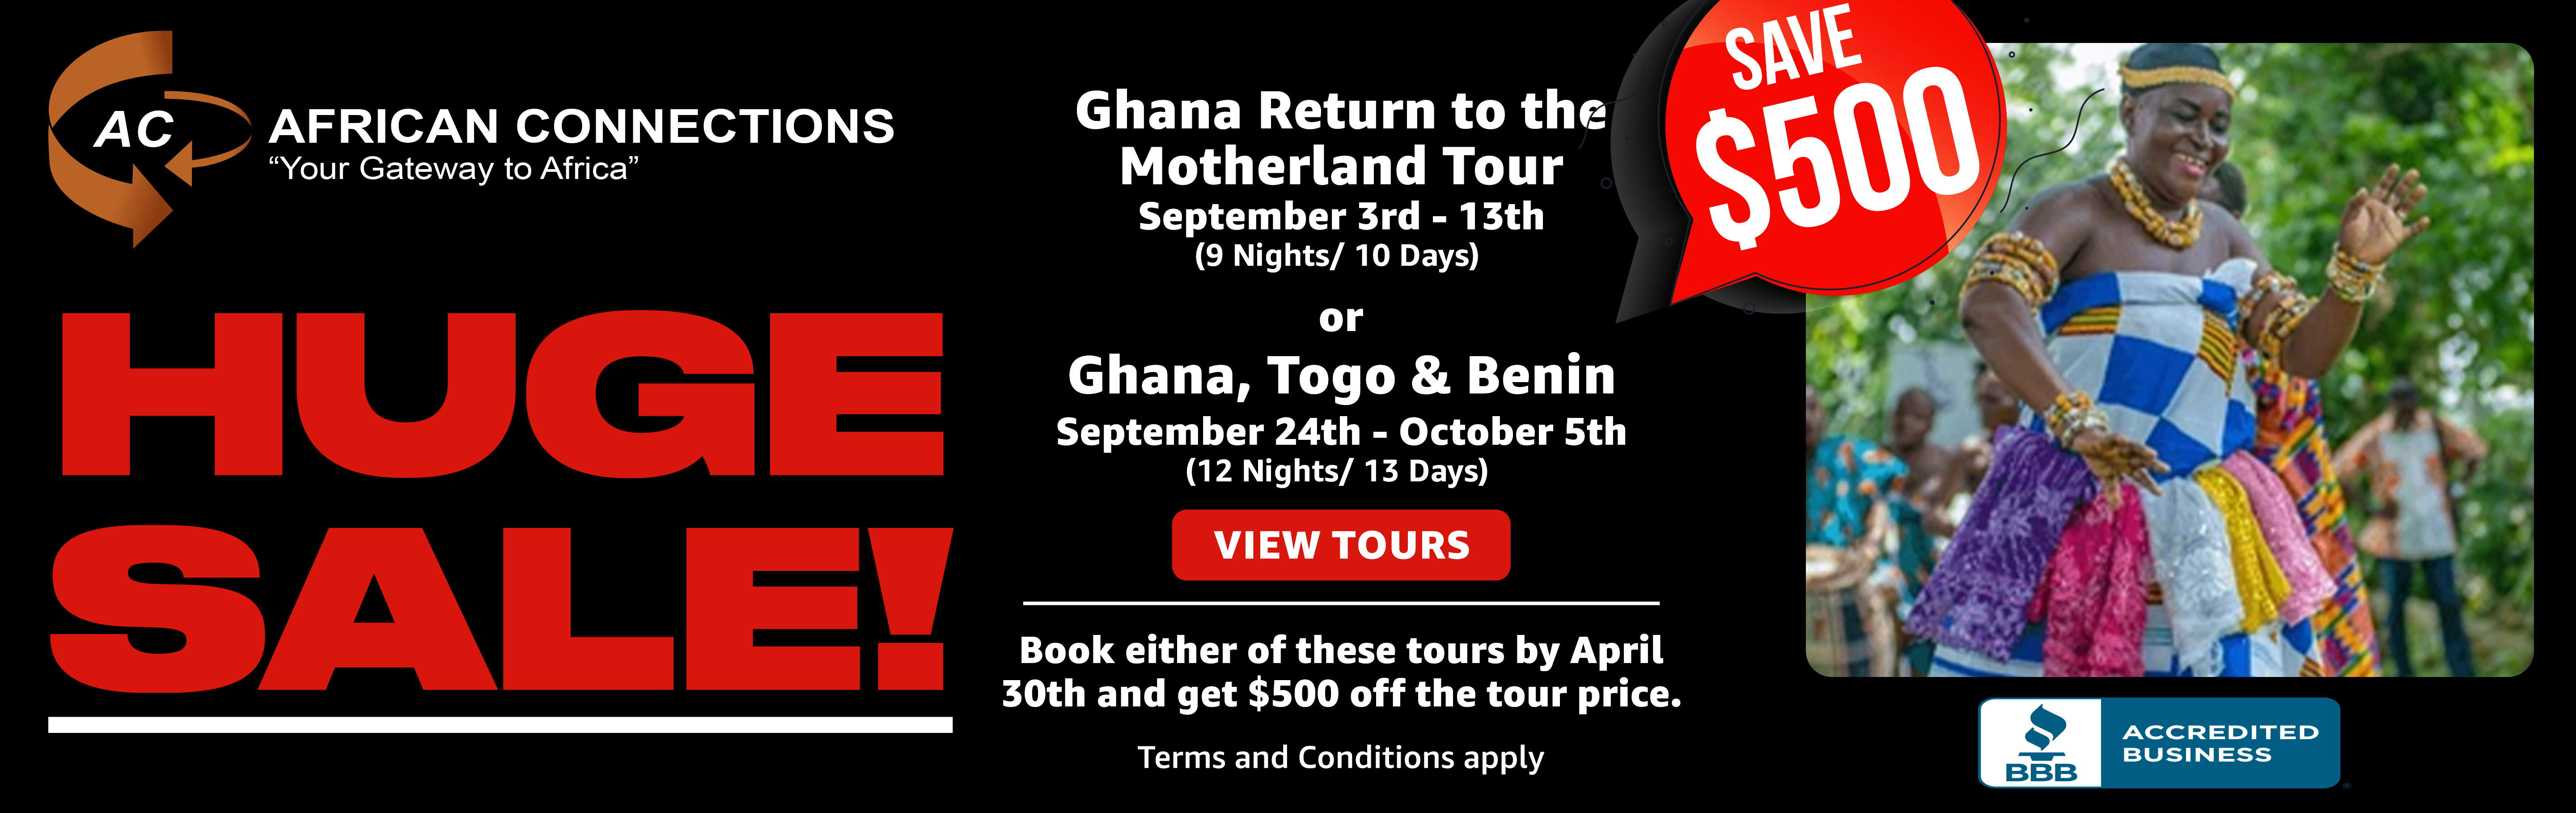 AC
AFRICAN CONNECTIONS
“Your Gateway to Africa”
HUGE
SALE!
Ghana Return to the
Motherland Tour
September 3rd - 13th
(9 Nights/ 10 Days)
or
Ghana, Togo & Benin
September 24th - October 5th
(12 Nights/ 13 Days)
VIEW TOURS
Book either of these tours by April
30th and get $500 off the tour price.
Terms and Conditions apply
SAVE
$500
BBB
ACCREDITED
BUSINESS
®